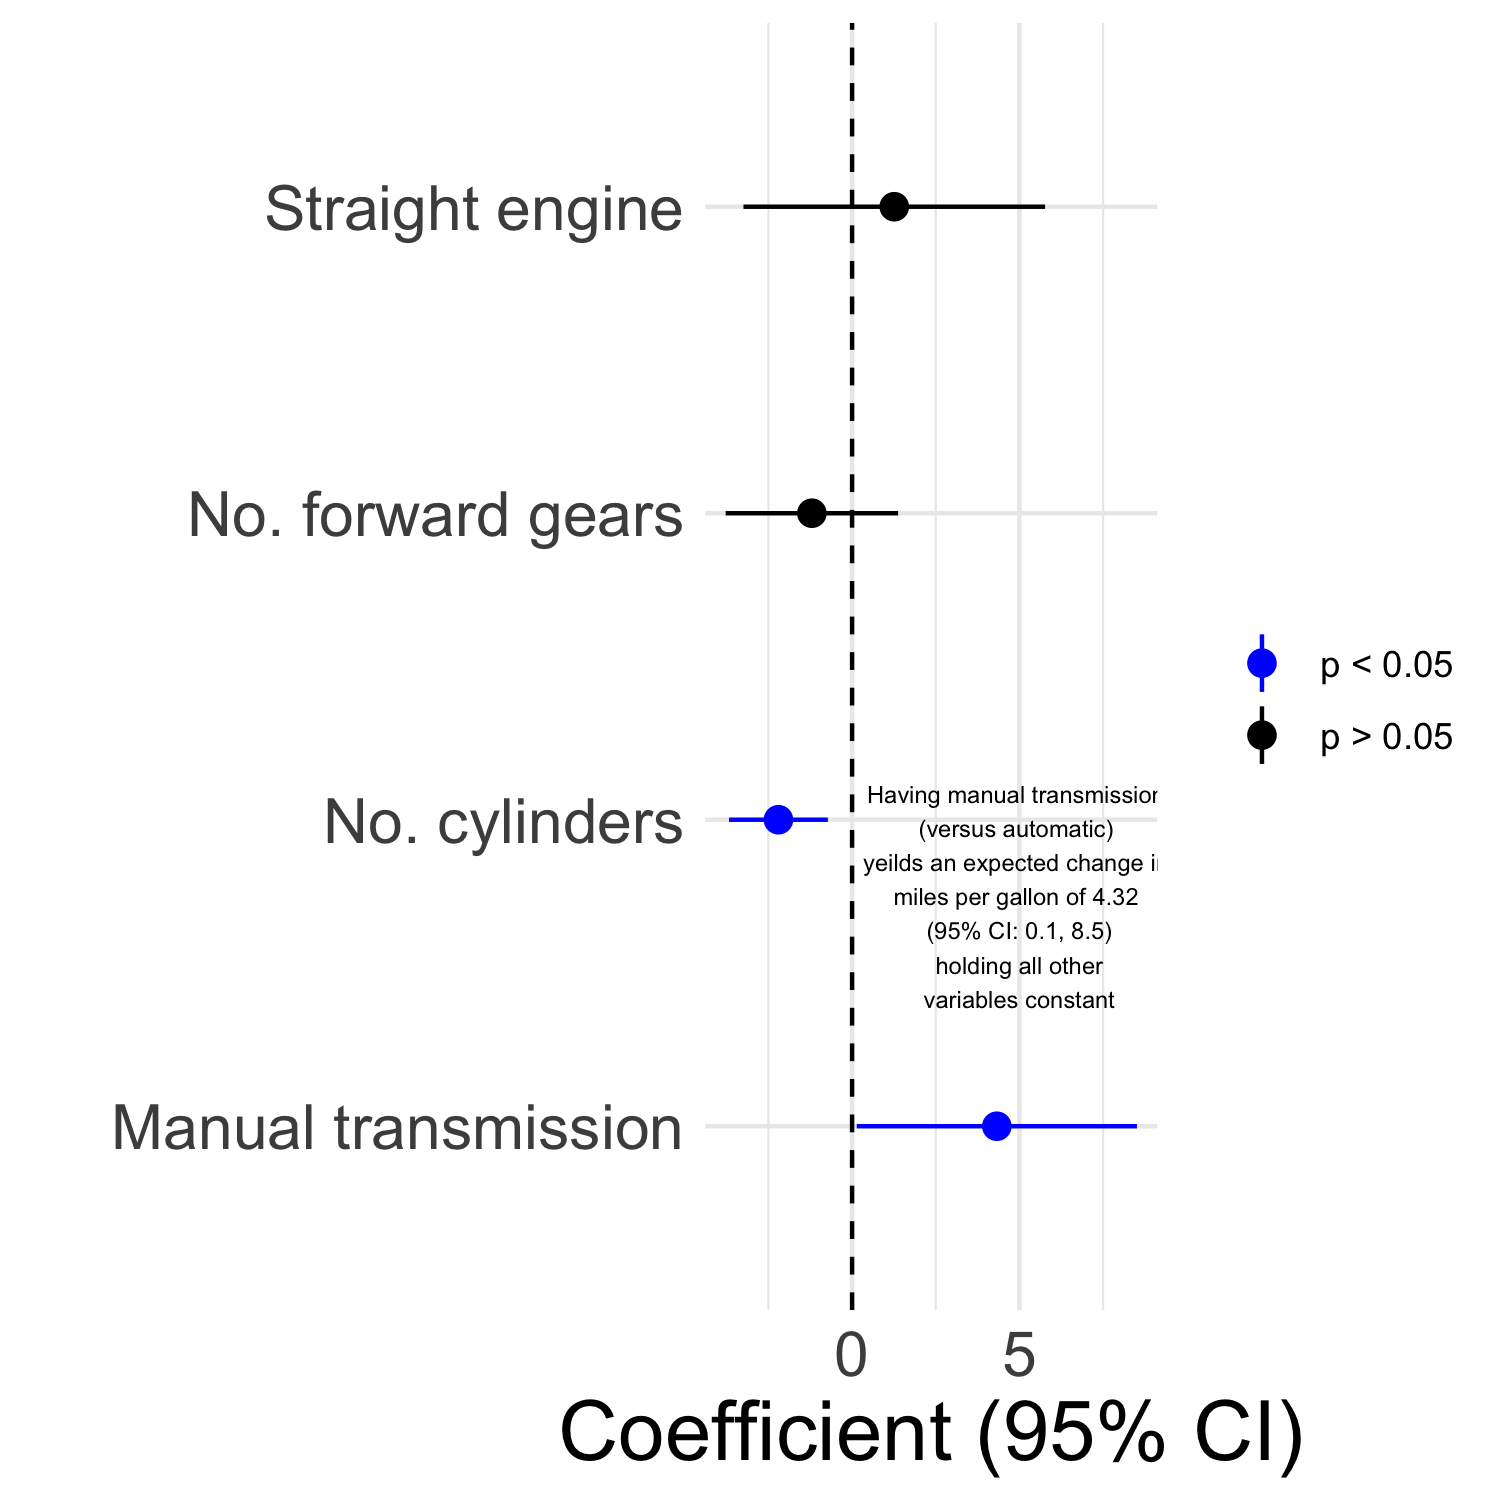 Straight engine
No. forward gears
No. cylinders
Manual transmission
Having manual transmission
(versus automatic)
yeilds an expected change i
miles per gallon of 4.32
(95% CI: 0.1, 8.5)
holding all other
variables constant
p < 0.05
p > 0.05
0 5
Coefficient (95% CI)